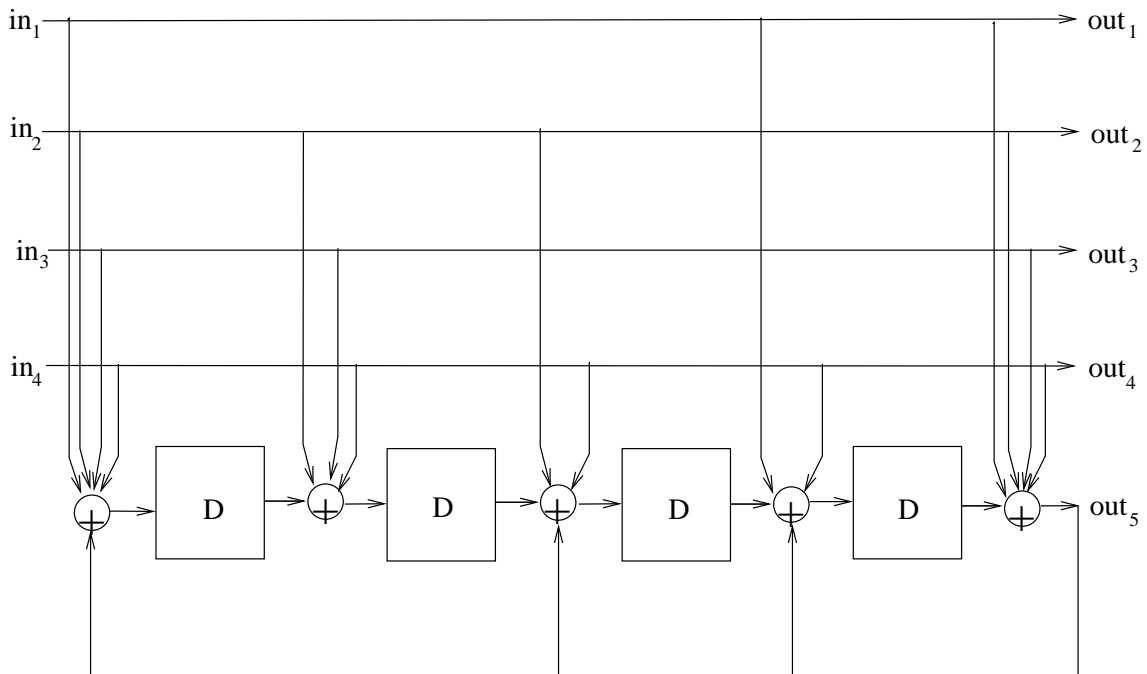 in₁ out₁
in₂ out₂
in₃ out₃
in₄ out₄
D D D D
+ + + + +
out₅